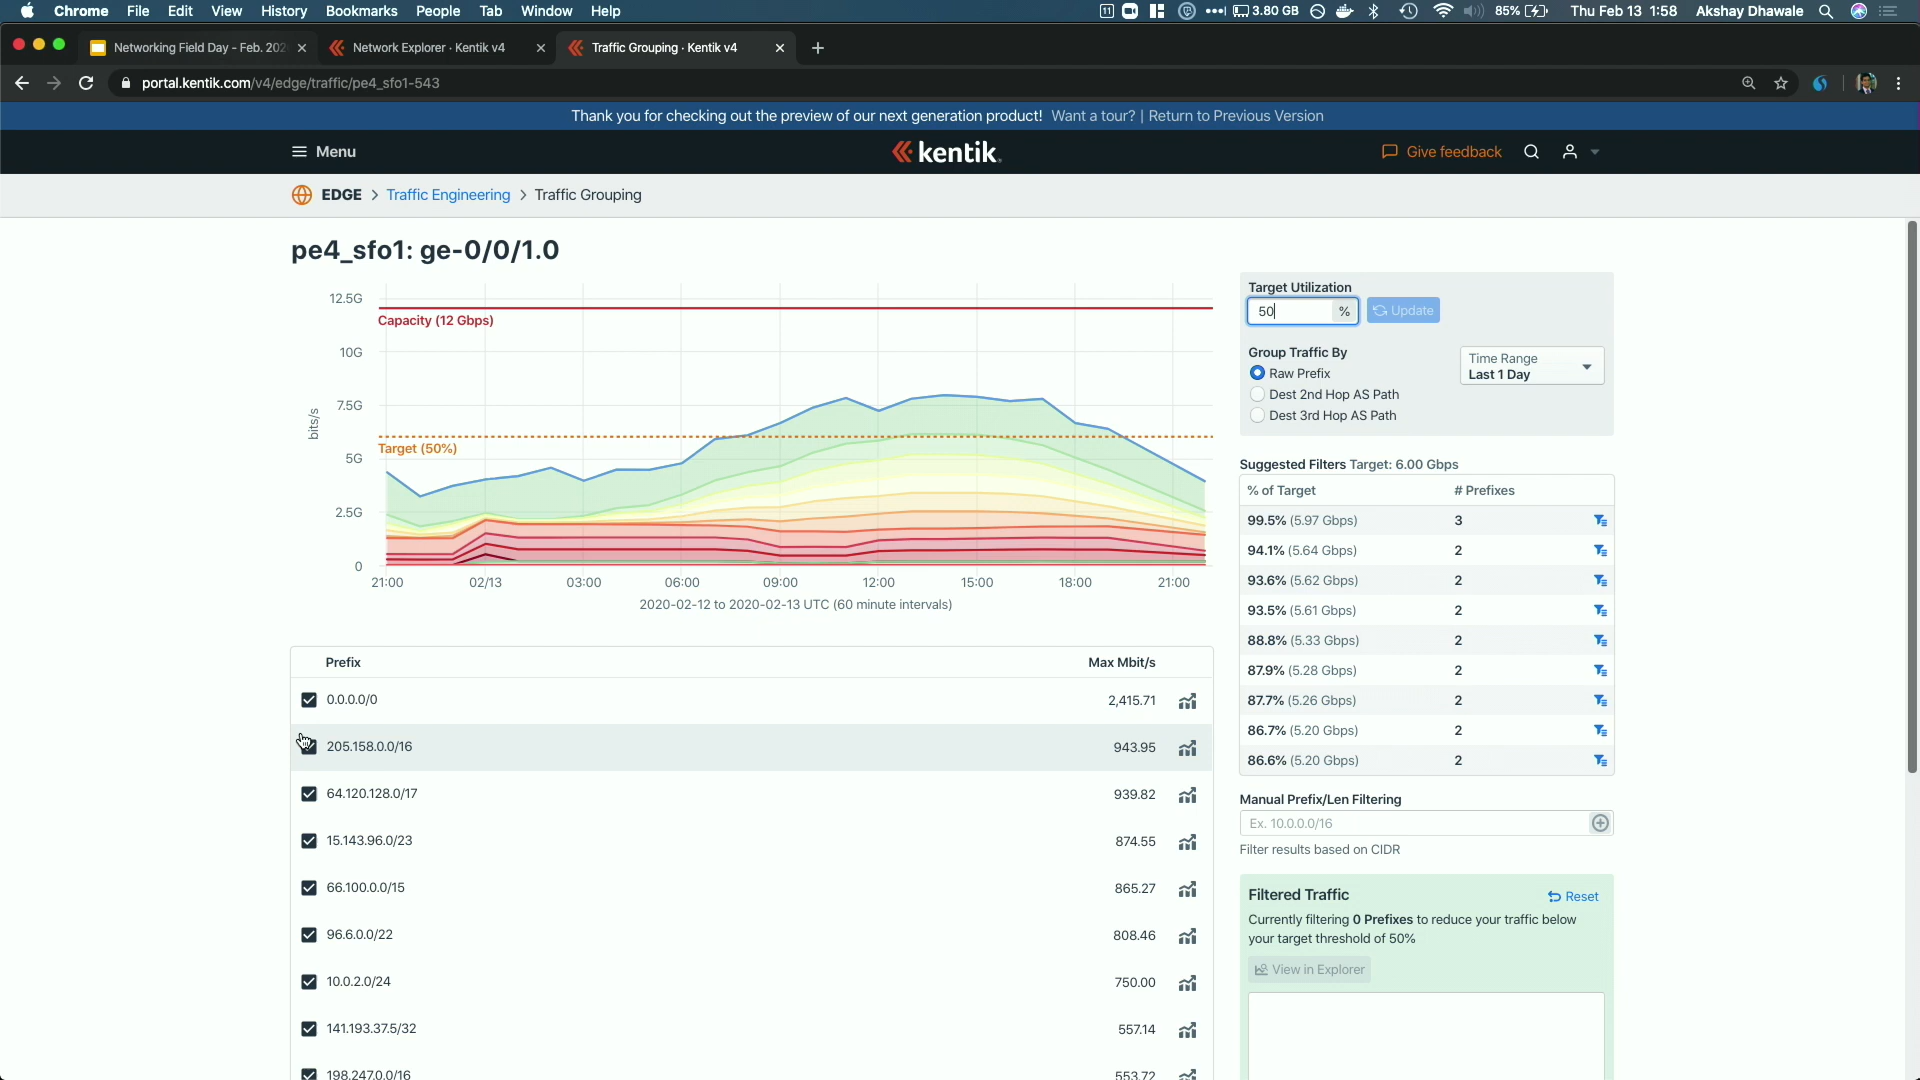 Chrome File Edit View History Bookmarks People Tab Window Help
11 3.80 GB 85% Thu Feb 13 1:58 Akshay Dhawale
Networking Field Day - Feb. 202
Network Explorer · Kentik v4
Traffic Grouping · Kentik v4
portal.kentik.com/v4/edge/traffic/pe4_sfo1-543
Thank you for checking out the preview of our next generation product! Want a tour? | Return to Previous Version
Menu
kentik
Give feedback
EDGE > Traffic Engineering > Traffic Grouping
pe4_sfo1: ge-0/0/1.0
12.5G
Capacity (12 Gbps)
10G
7.5G
bits/s
Target (50%)
5G
2.5G
0
21:00 02/13 03:00 06:00 09:00 12:00 15:00 18:00 21:00
2020-02-12 to 2020-02-13 UTC (60 minute intervals)
Prefix Max Mbit/s
0.0.0.0/0 2,415.71
205.158.0.0/16 943.95
64.120.128.0/17 939.82
15.143.96.0/23 874.55
66.100.0.0/15 865.27
96.6.0.0/22 808.46
10.0.2.0/24 750.00
141.193.37.5/32 557.14
198.247.0.0/16 553.72
Target Utilization
50 % Update
Group Traffic By
Raw Prefix
Dest 2nd Hop AS Path
Dest 3rd Hop AS Path
Time Range
Last 1 Day
Suggested Filters Target: 6.00 Gbps
% of Target # Prefixes
99.5% (5.97 Gbps) 3
94.1% (5.64 Gbps) 2
93.6% (5.62 Gbps) 2
93.5% (5.61 Gbps) 2
88.8% (5.33 Gbps) 2
87.9% (5.28 Gbps) 2
87.7% (5.26 Gbps) 2
86.7% (5.20 Gbps) 2
86.6% (5.20 Gbps) 2
Manual Prefix/Len Filtering
Ex. 10.0.0.0/16
Filter results based on CIDR
Filtered Traffic Reset
Currently filtering 0 Prefixes to reduce your traffic below
your target threshold of 50%
View in Explorer